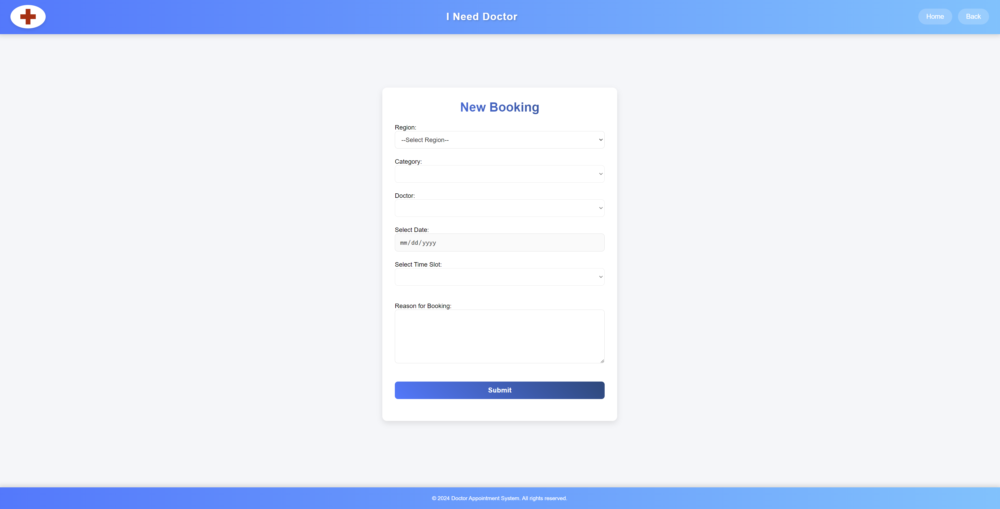 I Need Doctor
Home
Back
New Booking
Region:
--Select Region--
Category:
Doctor:
Select Date:
mm/dd/yyyy
Select Time Slot:
Reason for Booking:
Submit
© 2024 Doctor Appointment System. All rights reserved.